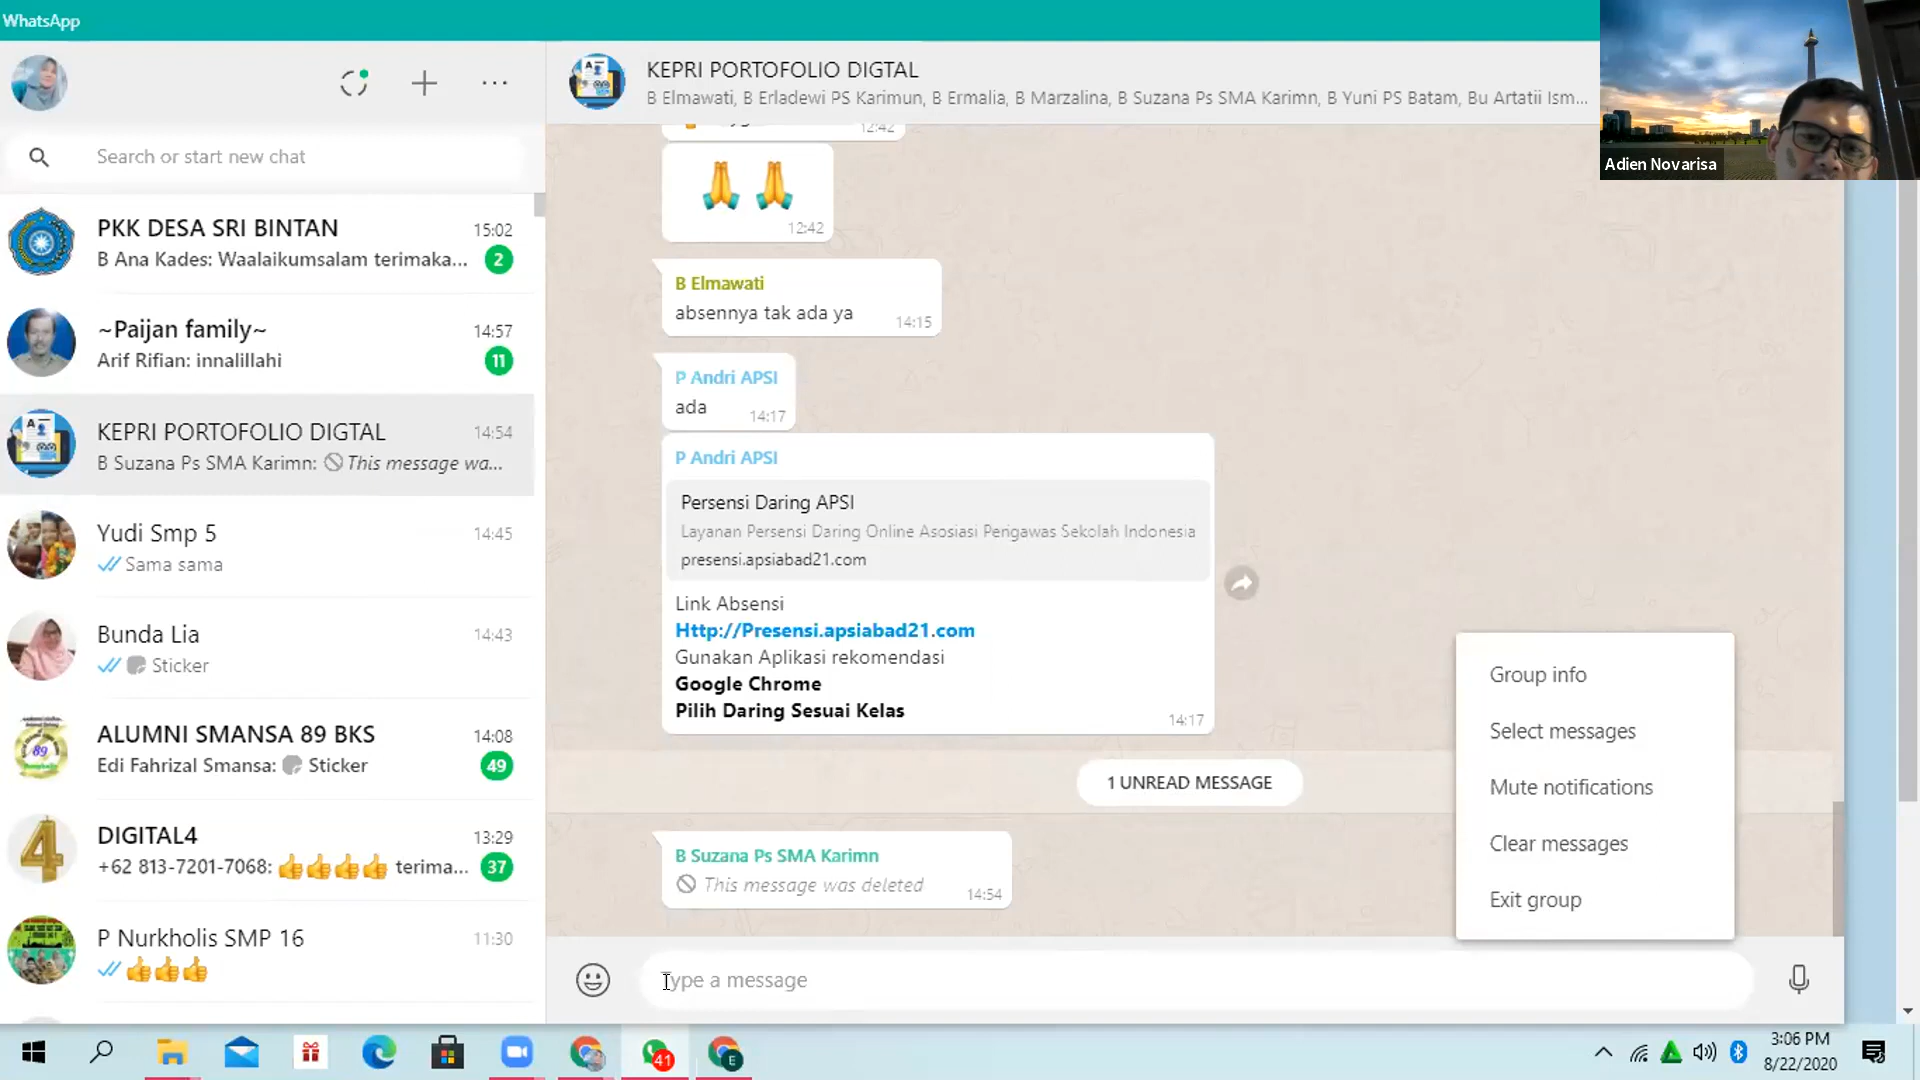 WhatsApp
Search or start new chat
PKK DESA SRI BINTAN
15:02
B Ana Kades: Waalaikumsalam terimaka...
2
~Paijan family~
14:57
Arif Rifian: innalillahi
11
KEPRI PORTOFOLIO DIGTAL
14:54
B Suzana Ps SMA Karimn: This message wa...
Yudi Smp 5
14:45
Sama sama
Bunda Lia
14:43
Sticker
ALUMNI SMANSA 89 BKS
14:08
Edi Fahrizal Smansa: Sticker
49
DIGITAL4
13:29
+62 813-7201-7068: 👍👍👍👍 terima...
37
P Nurkholis SMP 16
11:30
👍👍👍
KEPRI PORTOFOLIO DIGTAL
B Elmawati, B Erladewi PS Karimun, B Ermalia, B Marzalina, B Suzana Ps SMA Karimn, B Yuni PS Batam, Bu Artatii Ism...
12:42
🙏 🙏
12:42
B Elmawati
absennya tak ada ya
14:15
P Andri APSI
ada
14:17
P Andri APSI
Persensi Daring APSI
Layanan Persensi Daring Online Asosiasi Pengawas Sekolah Indonesia
presensi.apsiabad21.com
Link Absensi
Http://Presensi.apsiabad21.com
Gunakan Aplikasi rekomendasi
Google Chrome
Pilih Daring Sesuai Kelas
14:17
1 UNREAD MESSAGE
B Suzana Ps SMA Karimn
This message was deleted
14:54
Type a message
Group info
Select messages
Mute notifications
Clear messages
Exit group
Adien Novarisa
41
E
3:06 PM
8/22/2020